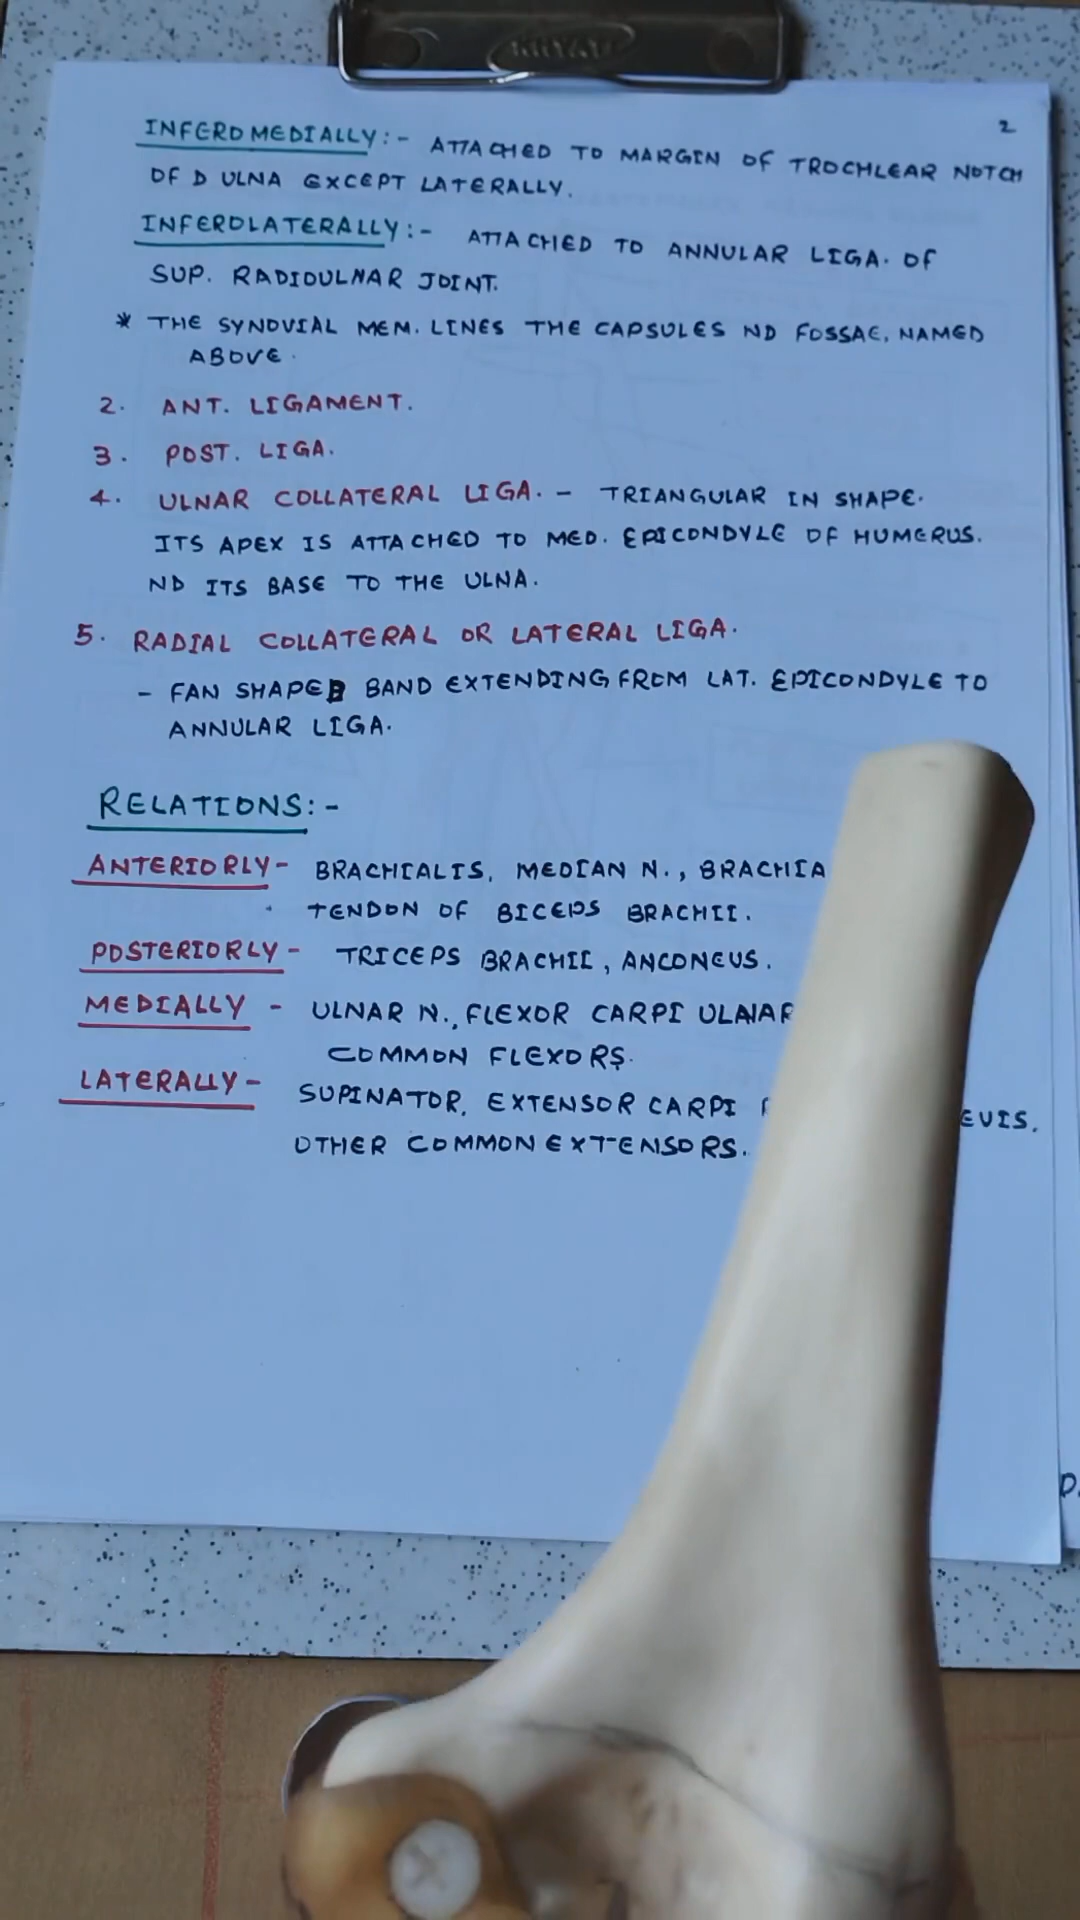 2
INFEROMEDIALLY:- ATTACHED TO MARGIN OF TROCHLEAR NOTCH
OF D ULNA EXCEPT LATERALLY.
INFEROLATERALLY:- ATTACHED TO ANNULAR LIGA. OF
SUP. RADIOULNAR JOINT.
* THE SYNOVIAL MEM. LINES THE CAPSULES ND FOSSAE, NAMED
ABOVE.
2. ANT. LIGAMENT.
3. POST. LIGA.
4. ULNAR COLLATERAL LIGA. - TRIANGULAR IN SHAPE.
ITS APEX IS ATTACHED TO MED. EPICONDYLE OF HUMERUS.
ND ITS BASE TO THE ULNA.
5. RADIAL COLLATERAL OR LATERAL LIGA.
- FAN SHAPED BAND EXTENDING FROM LAT. EPICONDYLE TO
ANNULAR LIGA.
RELATIONS:-
ANTERIORLY- BRACHIALIS, MEDIAN N., BRACHIA
TENDON OF BICEPS BRACHII.
POSTERIORLY- TRICEPS BRACHII, ANCONEUS.
MEDIALLY - ULNAR N., FLEXOR CARPI ULNAR
COMMON FLEXORS.
LATERALLY- SUPINATOR, EXTENSOR CARPI EVIS.
OTHER COMMON EXTENSORS.